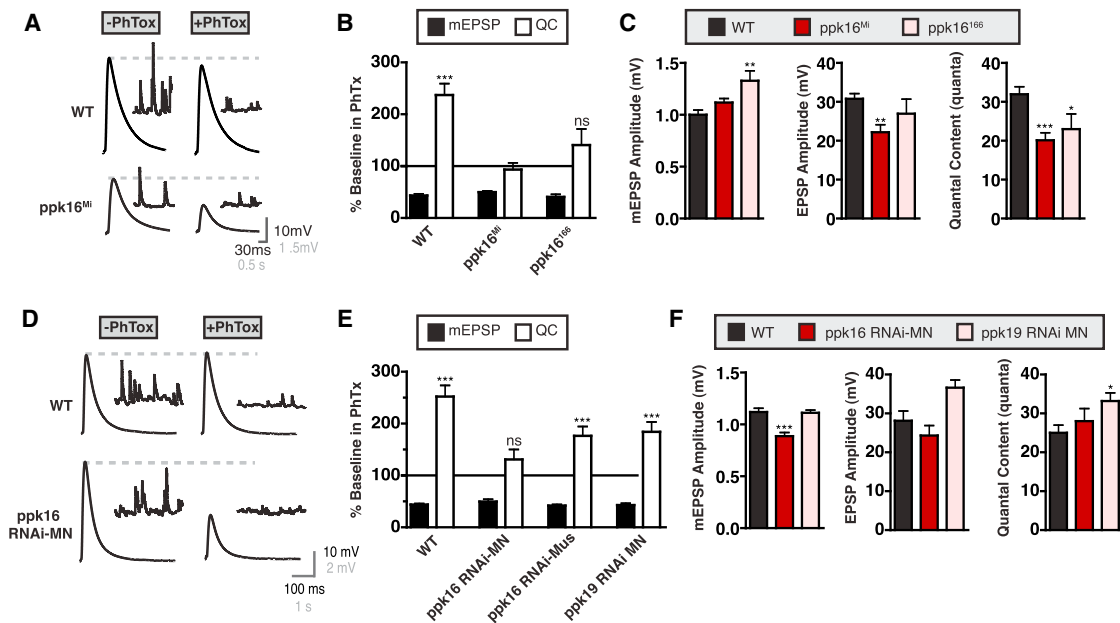 A
-PhTox
+PhTox
WT
ppk16Mi
10mV
30ms
1 .5mV
0.5 s
B
mEPSP
QC
% Baseline in PhTx
300
200
100
0
***
ns
WT
ppk16Mi
ppk16166
C
WT
ppk16Mi
ppk16166
mEPSP Amplitude (mV)
1.5
1.0
0.5
0.0
**
EPSP Amplitude (mV)
40
30
20
10
0
**
Quantal Content (quanta)
40
30
20
10
0
***
*
D
-PhTox
+PhTox
WT
ppk16
RNAi-MN
10 mV
2 mV
100 ms
1 s
E
mEPSP
QC
% Baseline in PhTx
300
200
100
0
***
ns
***
***
WT
ppk16 RNAi-MN
ppk16 RNAi-Mus
ppk19 RNAi MN
F
WT
ppk16 RNAi-MN
ppk19 RNAi MN
mEPSP Amplitude (mV)
1.5
1.0
0.5
0.0
***
EPSP Amplitude (mV)
40
30
20
10
0
Quantal Content (quanta)
40
30
20
10
0
*